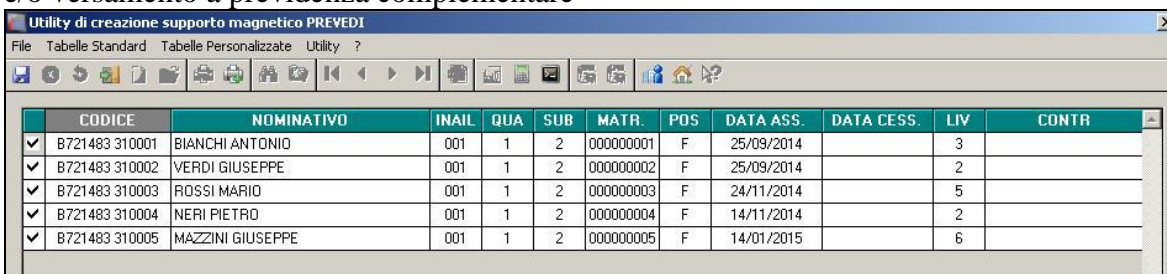 c/o versamento a previdenza complementare
Utility di creazione supporto magnetico PREVEDI
File Tabelle Standard Tabelle Personalizzate Utility ?
CODICE NOMINATIVO INAIL QUA SUB MATR. POS DATA ASS. DATA CESS. LIV CONTR
B721483 310001 BIANCHI ANTONIO 001 1 2 000000001 F 25/09/2014 3
B721483 310002 VERDI GIUSEPPE 001 1 2 000000002 F 25/09/2014 2
B721483 310003 ROSSI MARIO 001 1 2 000000003 F 24/11/2014 5
B721483 310004 NERI PIETRO 001 1 2 000000004 F 14/11/2014 2
B721483 310005 MAZZINI GIUSEPPE 001 1 2 000000005 F 14/01/2015 6